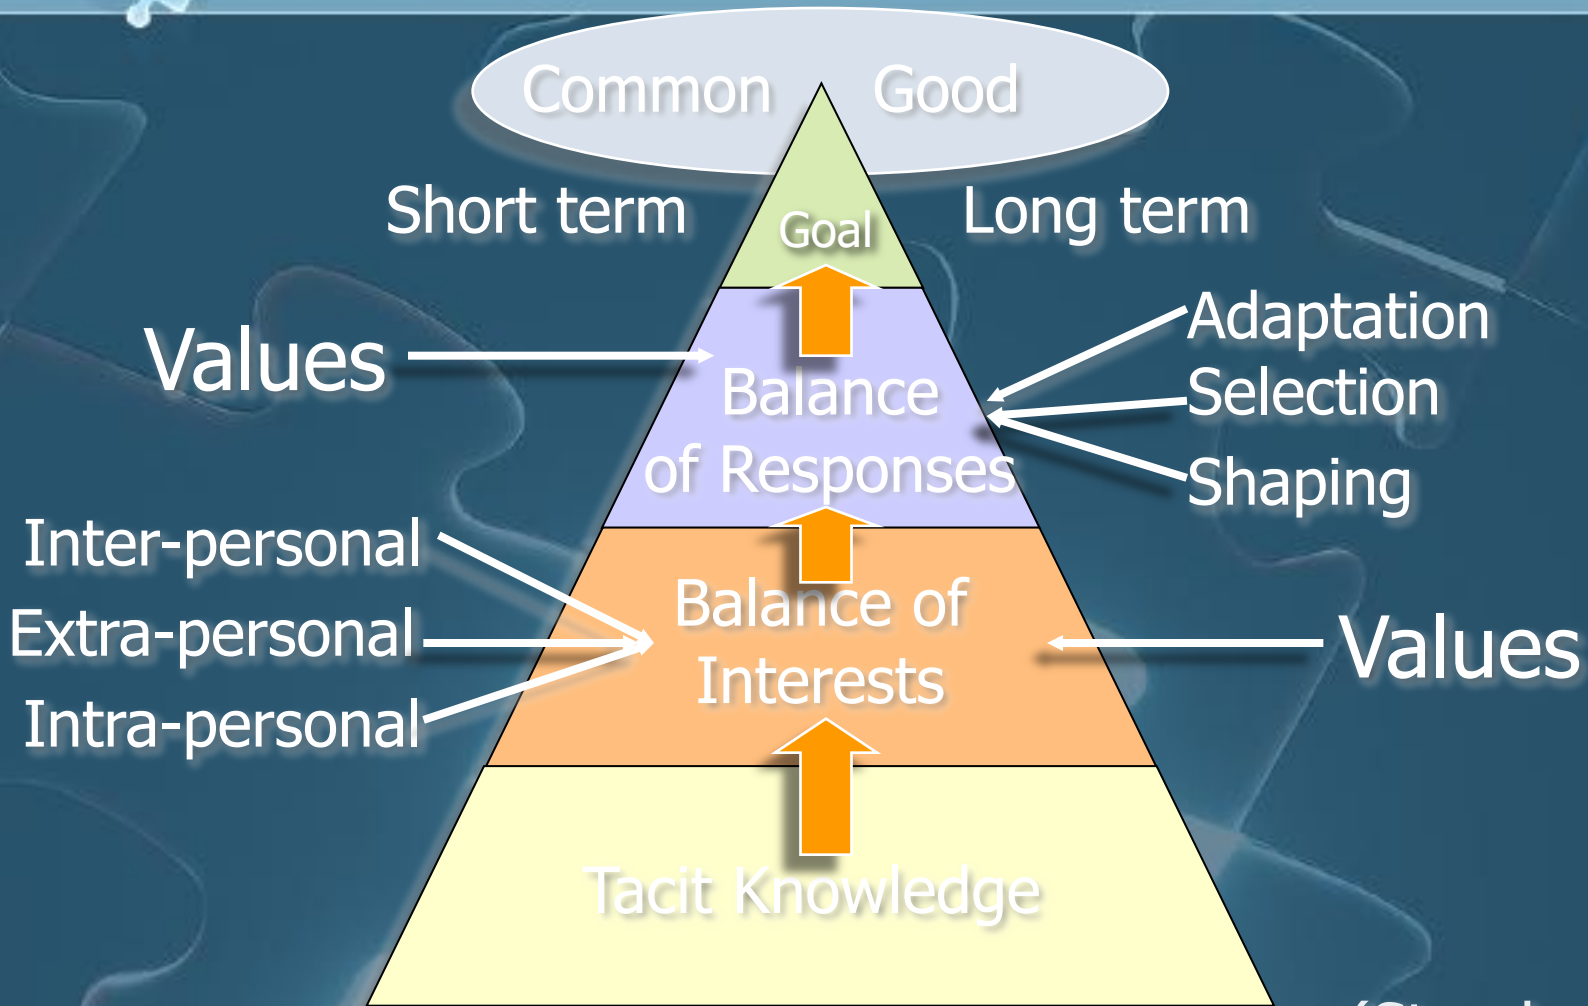 Common Good
Short term
Goal
Long term
Values
Balance
of Responses
Adaptation
Selection
Shaping
Inter-personal
Extra-personal
Intra-personal
Balance of
Interests
Values
Tacit Knowledge